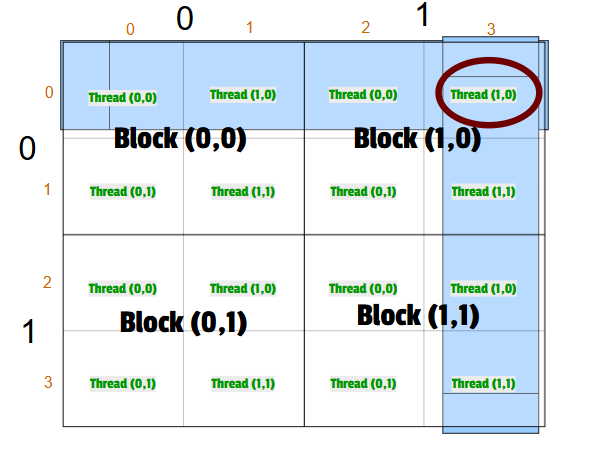 0 1
0 1 2 3
0 Thread (0,0) Thread (1,0) Thread (0,0) Thread (1,0)
0 Block (0,0) Block (1,0)
1 Thread (0,1) Thread (1,1) Thread (0,1) Thread (1,1)
2 Thread (0,0) Thread (1,0) Thread (0,0) Thread (1,0)
1 Block (0,1) Block (1,1)
3 Thread (0,1) Thread (1,1) Thread (0,1) Thread (1,1)